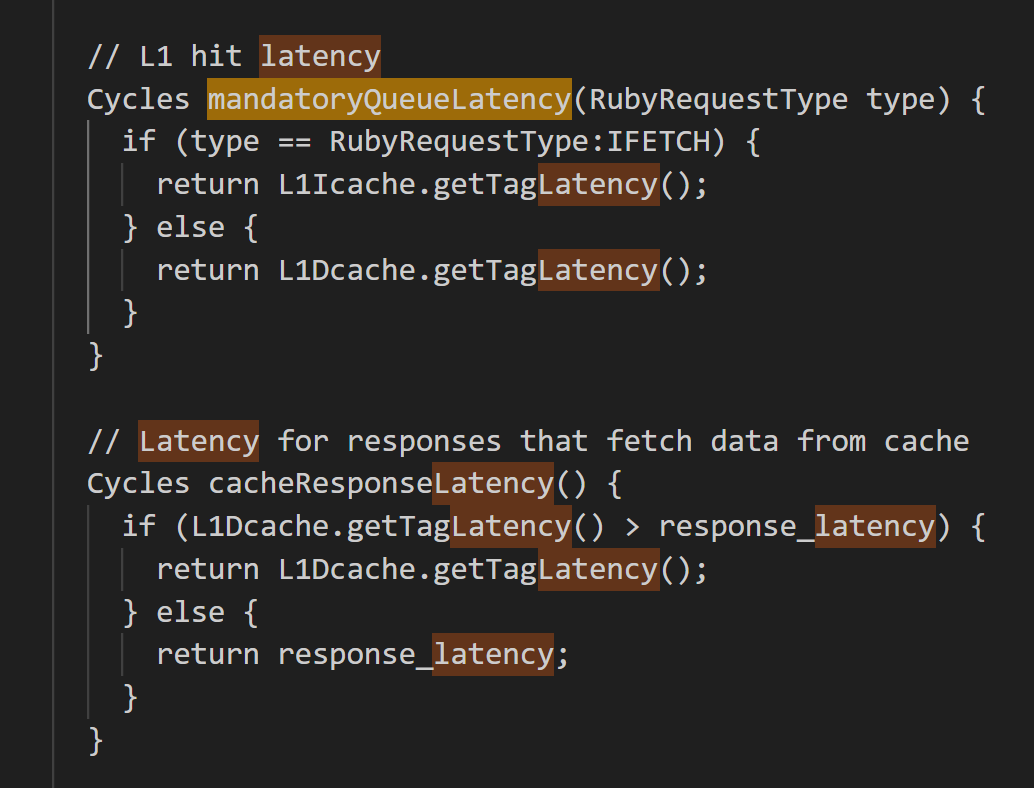 // L1 hit latency
Cycles mandatoryQueueLatency(RubyRequestType type) {
if (type == RubyRequestType:IFETCH) {
return L1Icache.getTagLatency();
} else {
return L1Dcache.getTagLatency();
}
}
// Latency for responses that fetch data from cache
Cycles cacheResponseLatency() {
if (L1Dcache.getTagLatency() > response_latency) {
return L1Dcache.getTagLatency();
} else {
return response_latency;
}
}